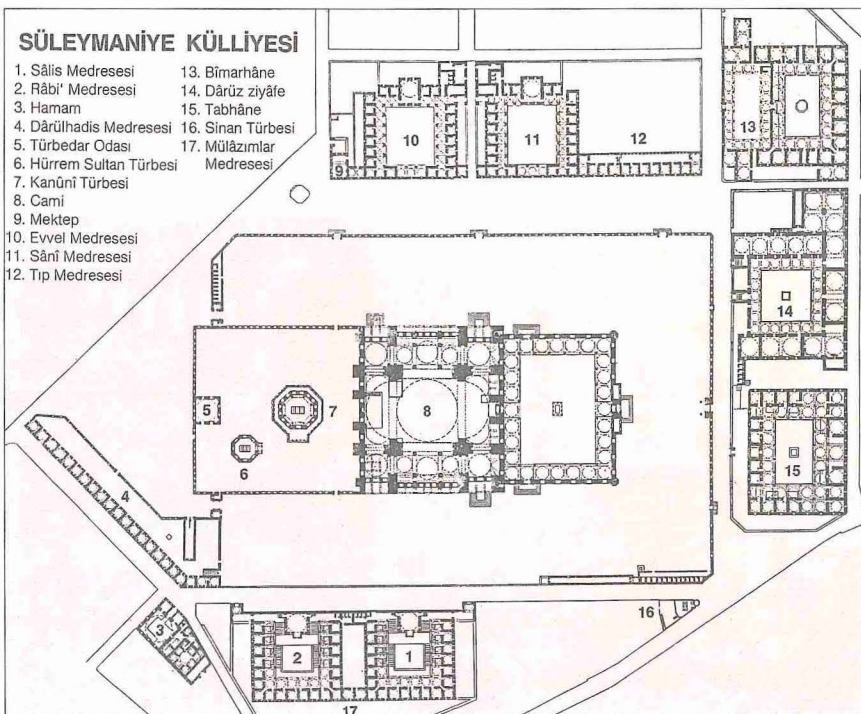 SÜLEYMANİYE KÜLLİYESİ
1. Sâlis Medresesi
2. Râbi' Medresesi
3. Hamam
4. Dârülhadis Medresesi
5. Türbedar Odası
6. Hürrem Sultan Türbesi
7. Kanûnî Türbesi
8. Cami
9. Mektep
10. Evvel Medresesi
11. Sânî Medresesi
12. Tıp Medresesi
13. Bîmarhâne
14. Dârüz ziyâfe
15. Tabhâne
16. Sinan Türbesi
17. Mülâzımlar
Medresesi
9
10
11
12
13
14
5
7
8
6
15
4
16
3
2
1
17